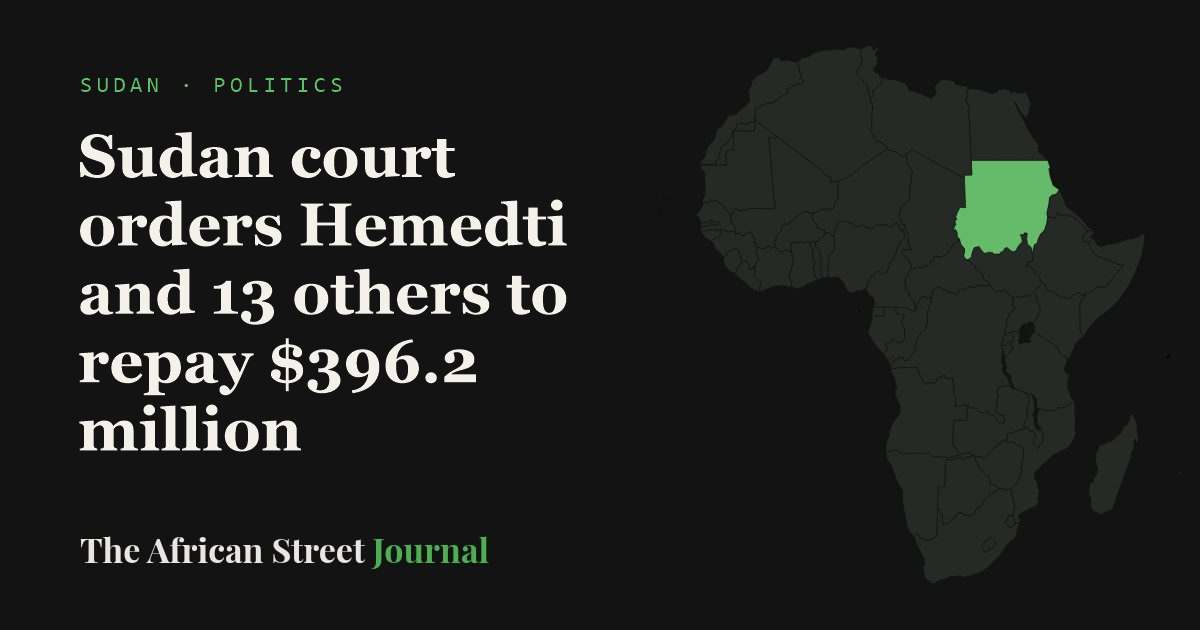 SUDAN · POLITICS
Sudan court
orders Hemedti
and 13 others to
repay $396.2
million
The African Street Journal